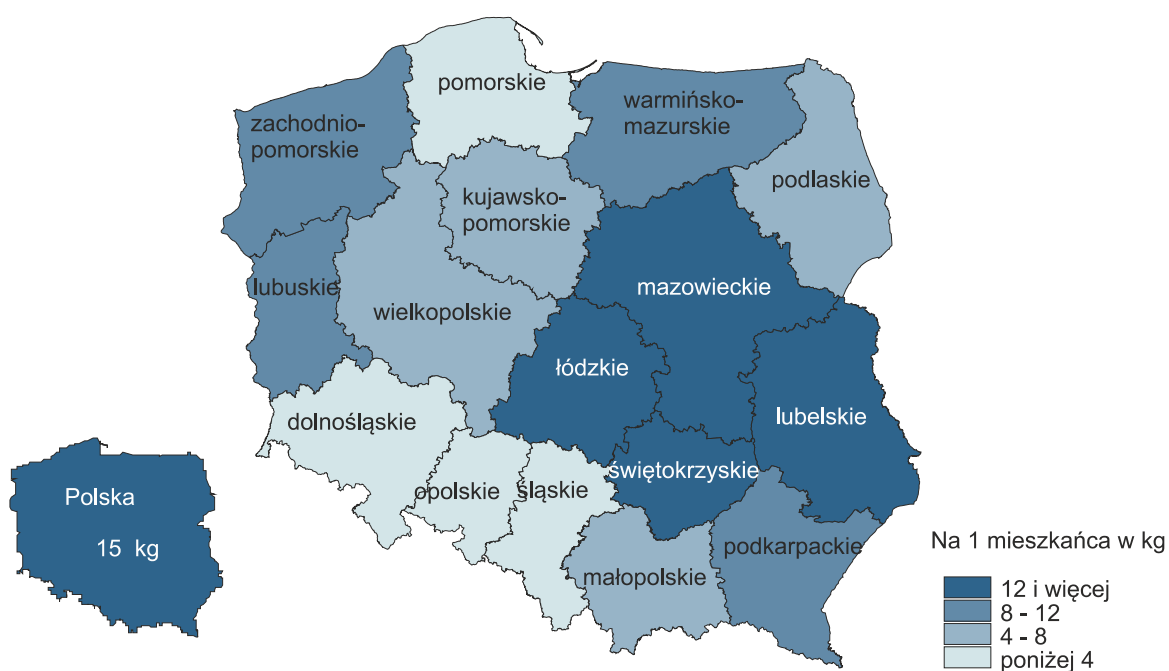 pomorskie
warmińsko-
mazurskie
zachodnio-
pomorskie
podlaskie
kujawsko-
pomorskie
lubuskie
mazowieckie
wielkopolskie
łódzkie
dolnośląskie
lubelskie
świętokrzyskie
opolskie
śląskie
Polska
15 kg
podkarpackie
małopolskie
Na 1 mieszkańca w kg
12 i więcej
8 - 12
4 - 8
poniżej 4